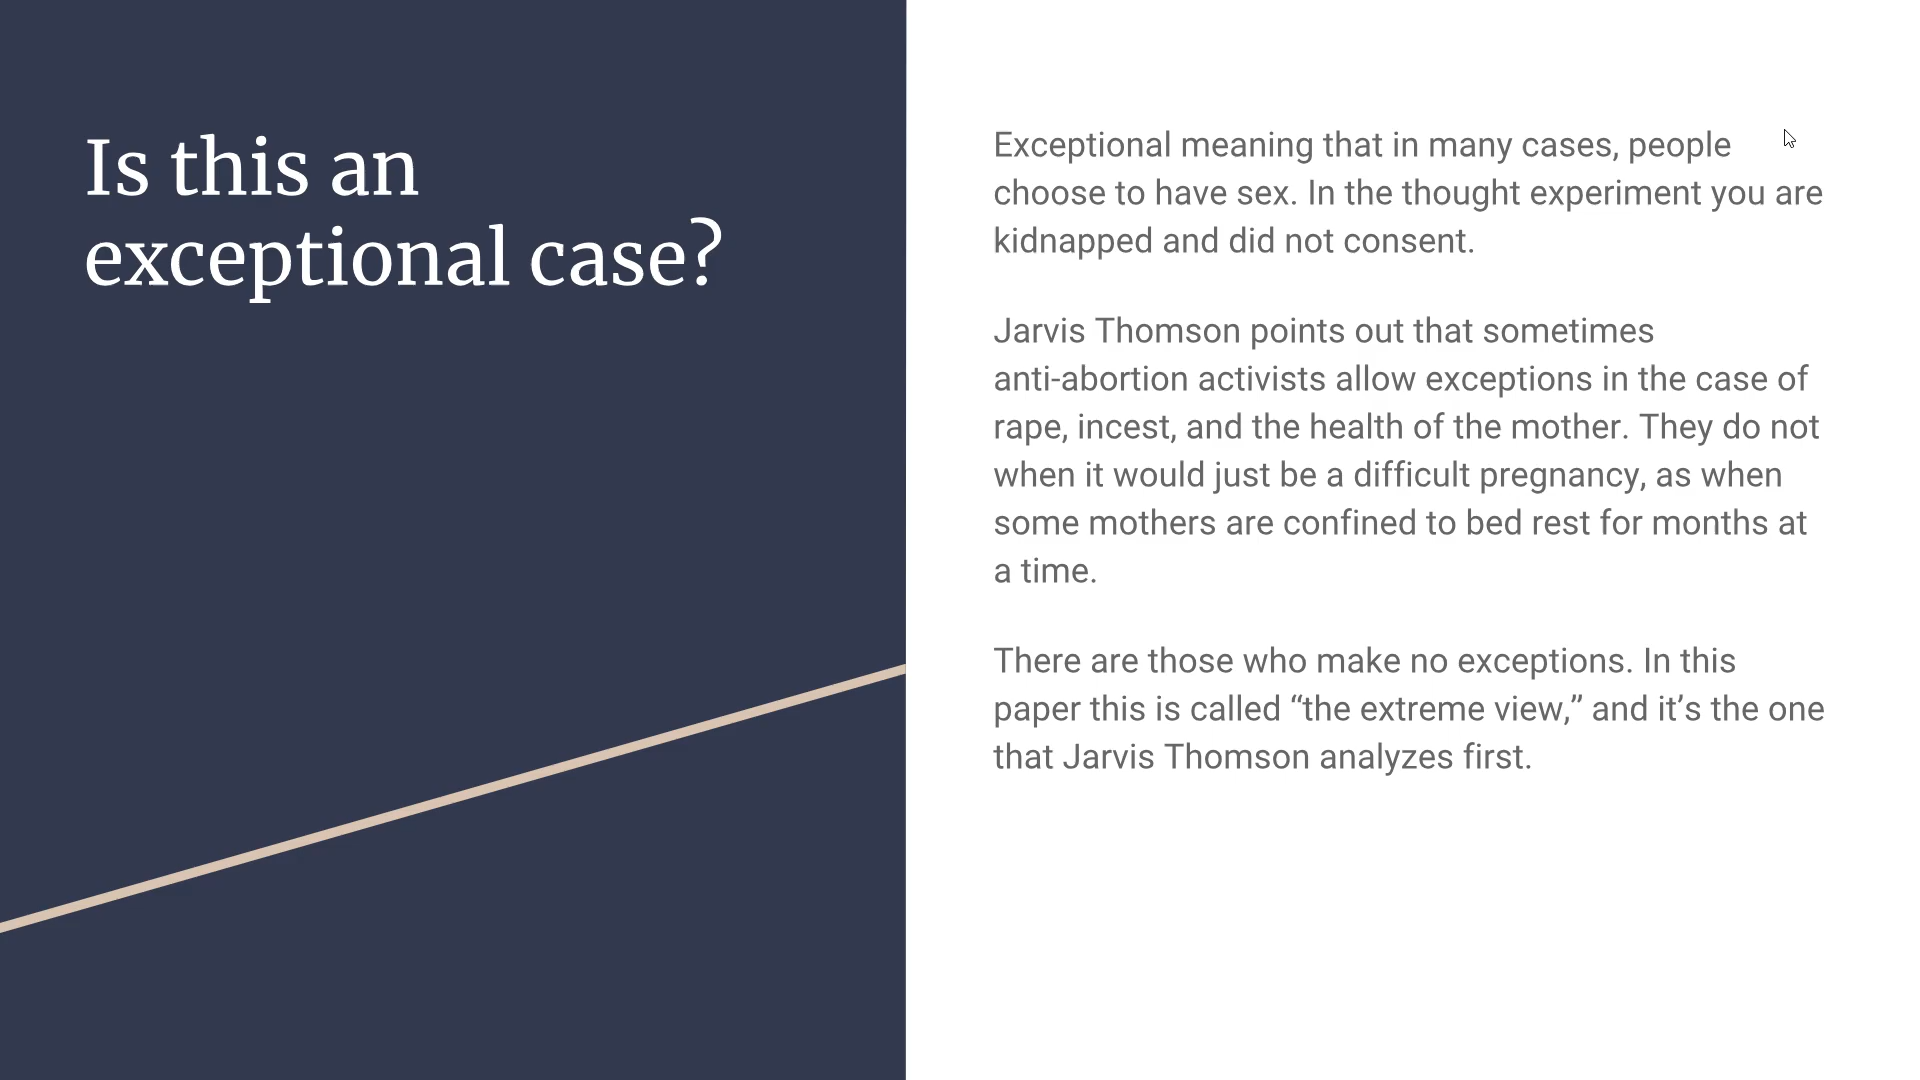 Is this an
exceptional case?
Exceptional meaning that in many cases, people
choose to have sex. In the thought experiment you are
kidnapped and did not consent.
Jarvis Thomson points out that sometimes
anti-abortion activists allow exceptions in the case of
rape, incest, and the health of the mother. They do not
when it would just be a difficult pregnancy, as when
some mothers are confined to bed rest for months at
a time.
There are those who make no exceptions. In this
paper this is called “the extreme view,” and it’s the one
that Jarvis Thomson analyzes first.